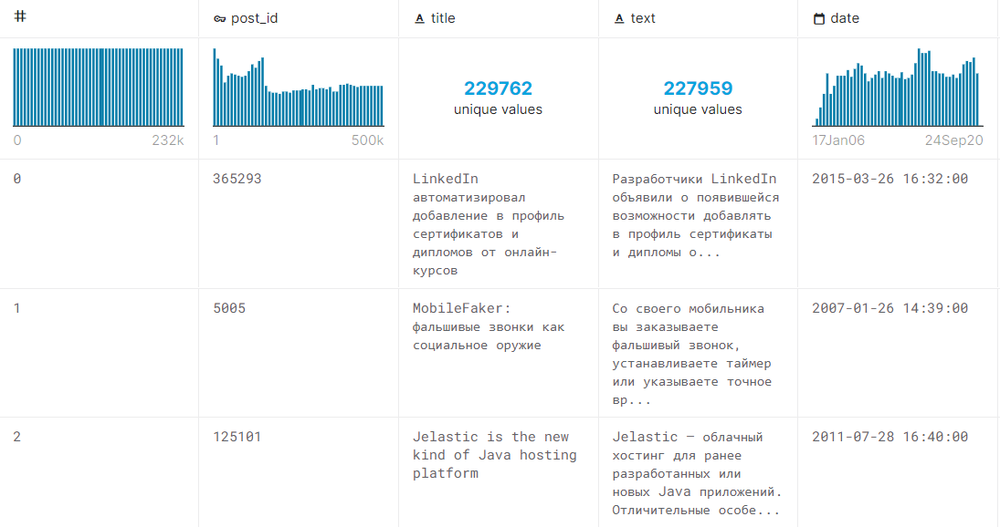 # post_id title text date
229762 227959
unique values unique values
0 232k 1 500k 17Jan06 24Sep20
0 365293 LinkedIn Разработчики LinkedIn 2015-03-26 16:32:00
автоматизировал объявили о появившейся
добавление в профиль возможности добавлять
сертификатов и в профиль сертификаты
дипломов от онлайн- и дипломы о...
курсов
1 5005 MobileFaker: Со своего мобильника 2007-01-26 14:39:00
фальшивые звонки как вы заказываете
социальное оружие фальшивый звонок,
устанавливаете таймер
или указываете точное
вр...
2 125101 Jelastic is the new Jelastic — облачный 2011-07-28 16:40:00
kind of Java hosting хостинг для ранее
platform разработанных или
новых Java приложений.
Отличительные особе...